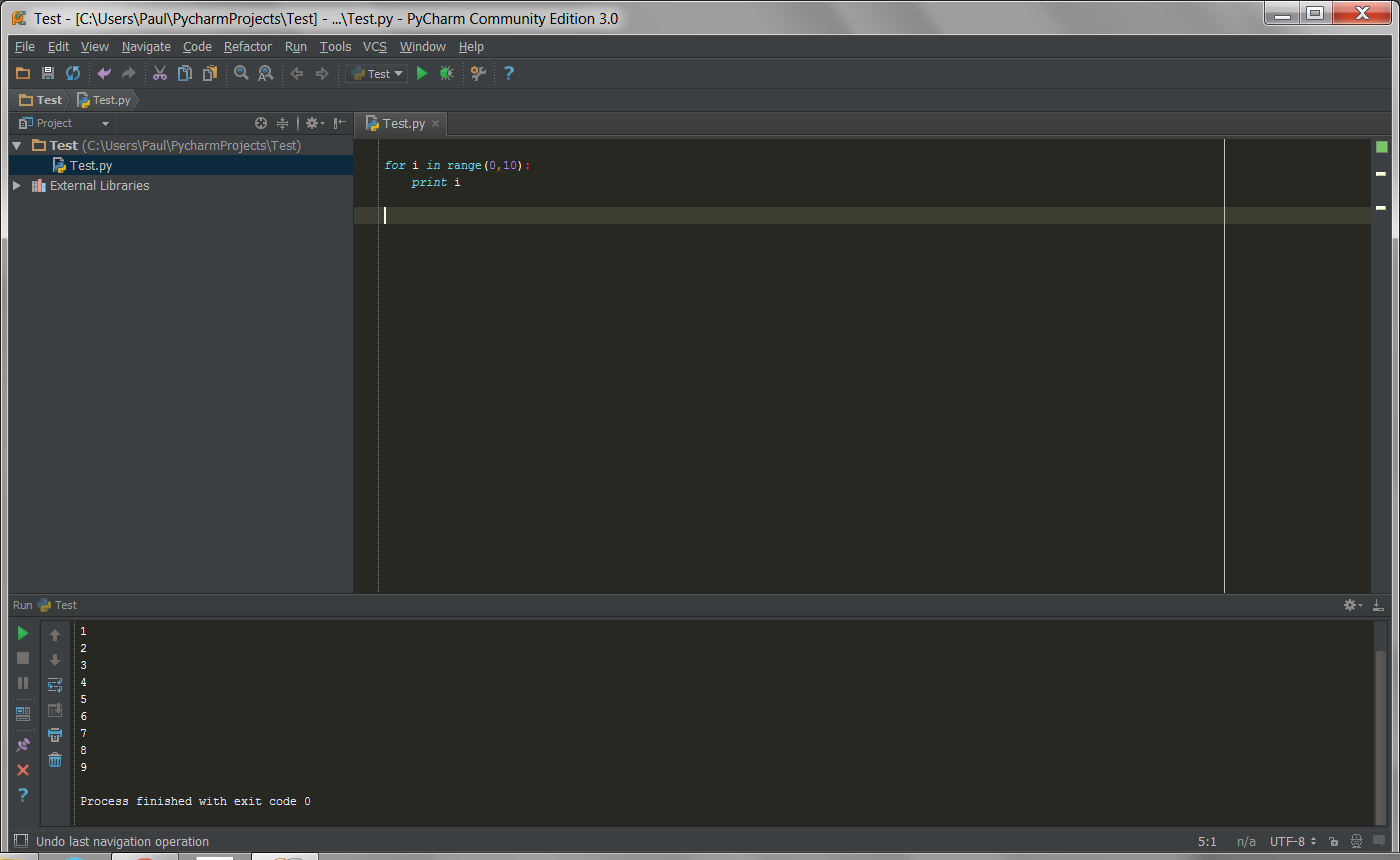 Test - [C:\Users\Paul\PycharmProjects\Test] - ...\Test.py - PyCharm Community Edition 3.0
File Edit View Navigate Code Refactor Run Tools VCS Window Help
Test
Test Test.py
Project
Test.py
Test (C:\Users\Paul\PycharmProjects\Test)
Test.py
External Libraries
for i in range(0,10):
    print i
Run Test
1
2
3
4
5
6
7
8
9
Process finished with exit code 0
Undo last navigation operation
5:1 n/a UTF-8